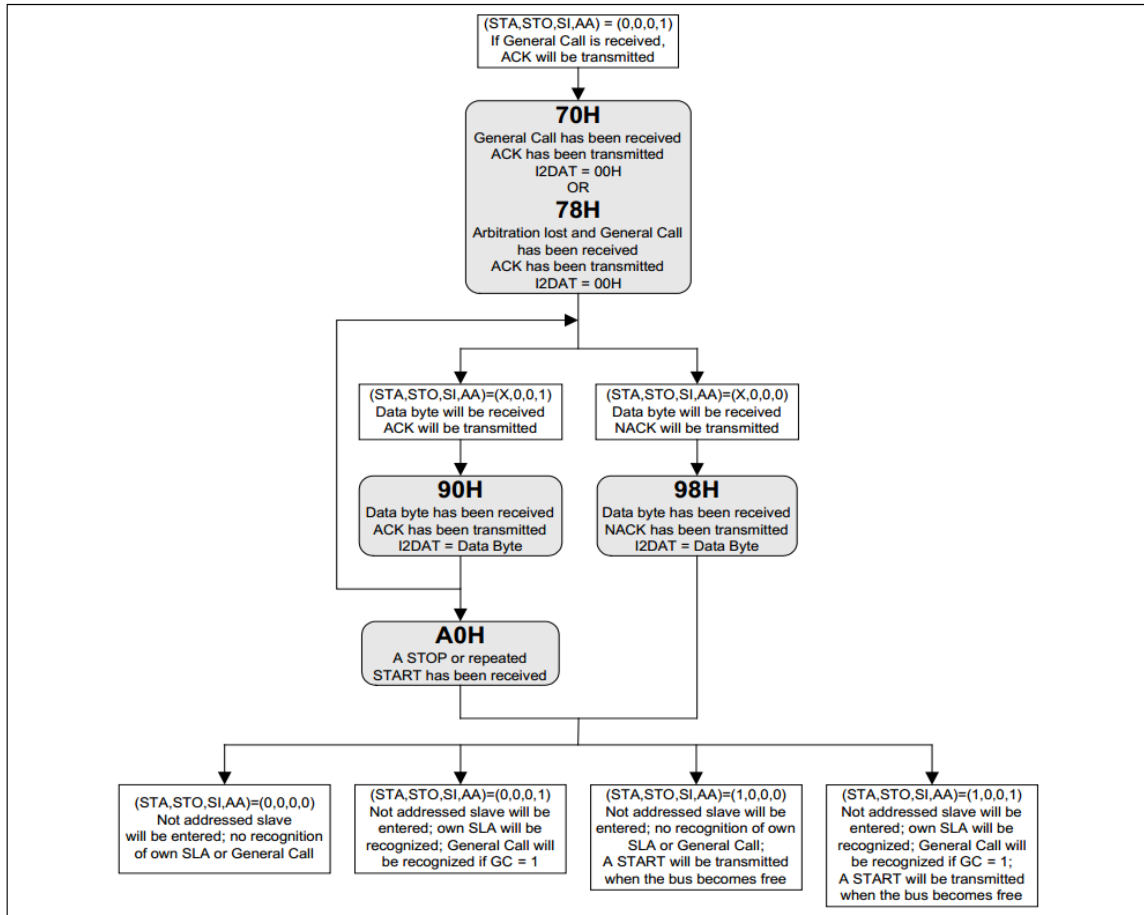 (STA,STO,SI,AA) = (0,0,0,1)
If General Call is received,
ACK will be transmitted
70H
General Call has been received
ACK has been transmitted
I2DAT = 00H
OR
78H
Arbitration lost and General Call
has been received
ACK has been transmitted
I2DAT = 00H
(STA,STO,SI,AA)=(X,0,0,1)
Data byte will be received
ACK will be transmitted
(STA,STO,SI,AA)=(X,0,0,0)
Data byte will be received
NACK will be transmitted
90H
Data byte has been received
ACK has been transmitted
I2DAT = Data Byte
98H
Data byte has been received
NACK has been transmitted
I2DAT = Data Byte
A0H
A STOP or repeated
START has been received
(STA,STO,SI,AA)=(0,0,0,0)
Not addressed slave
will be entered; no recognition
of own SLA or General Call
(STA,STO,SI,AA)=(0,0,0,1)
Not addressed slave will be
entered; own SLA will be
recognized; General Call will
be recognized if GC = 1
(STA,STO,SI,AA)=(1,0,0,0)
Not addressed slave will be
entered; no recognition of own
SLA or General Call;
A START will be transmitted
when the bus becomes free
(STA,STO,SI,AA)=(1,0,0,1)
Not addressed slave will be
entered; own SLA will be
recognized; General Call will
be recognized if GC = 1;
A START will be transmitted
when the bus becomes free